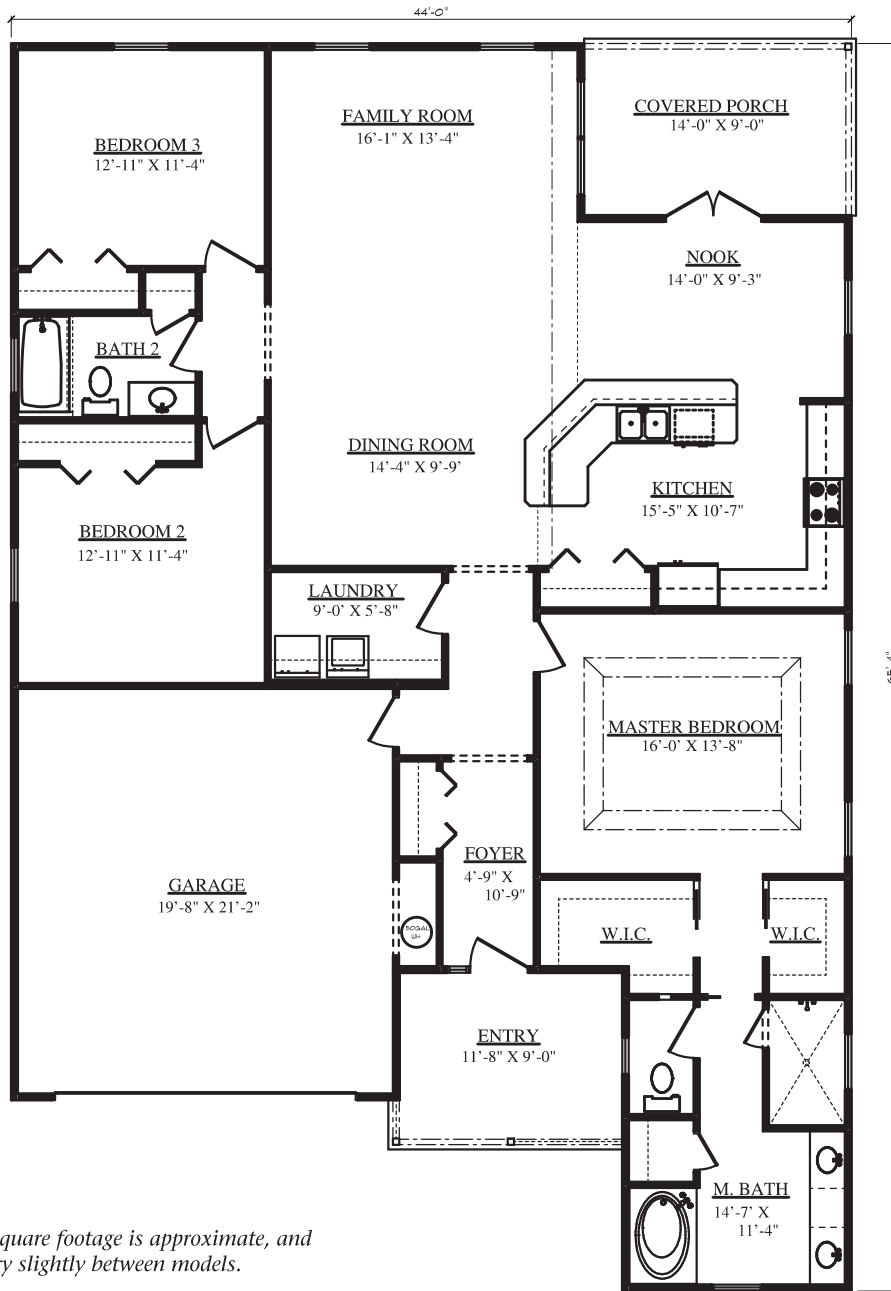 44'-0"
FAMILY ROOM
16'-1" X 13'-4"
COVERED PORCH
14'-0" X 9'-0"
BEDROOM 3
12'-11" X 11'-4"
NOOK
14'-0" X 9'-3"
BATH 2
DINING ROOM
14'-4" X 9'-9'
KITCHEN
15'-5" X 10'-7"
BEDROOM 2
12'-11" X 11'-4"
LAUNDRY
9'-0' X 5'-8"
MASTER BEDROOM
16'-0' X 13'-8"
FOYER
4'-9" X
10'-9"
GARAGE
19'-8" X 21'-2"
W.I.C.
W.I.C.
50GAL
WH
ENTRY
11'-8" X 9'-0"
M. BATH
14'-7' X
11'-4"
quare footage is approximate, and
ry slightly between models.